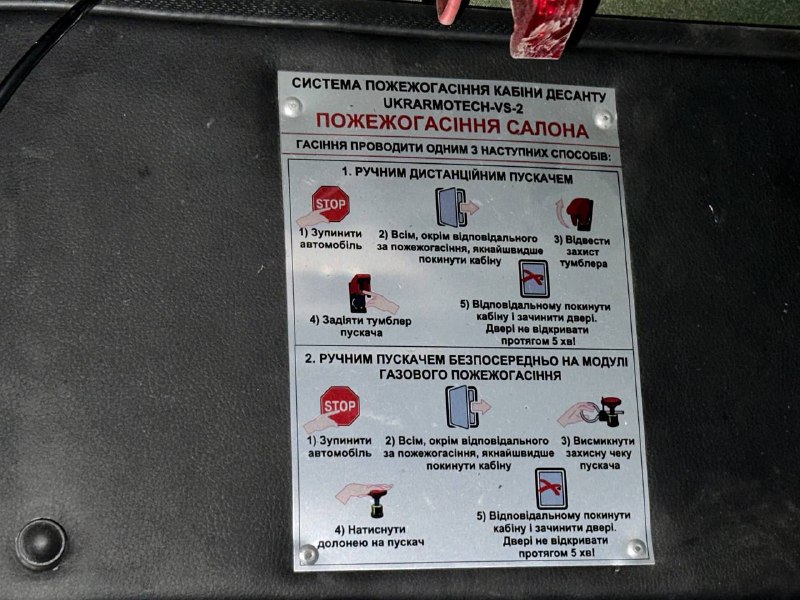 СИСТЕМА ПОЖЕЖОГАСІННЯ КАБІНИ ДЕСАНТУ
UKRARMOTECH-VS-2
ПОЖЕЖОГАСІННЯ САЛОНА
ГАСІННЯ ПРОВОДИТИ ОДНИМ З НАСТУПНИХ СПОСОБІВ:
1. РУЧНИМ ДИСТАНЦІЙНИМ ПУСКАЧЕМ
STOP
1) Зупинити
автомобіль
2) Всім, окрім відповідального
за пожежогасіння, якнайшвидше
покинути кабіну
3) Відвести
захист
тумблера
4) Задіяти тумблер
пускача
5) Відповідальному покинути
кабіну і зачинити двері.
Двері не відкривати
протягом 5 хв!
2. РУЧНИМ ПУСКАЧЕМ БЕЗПОСЕРЕДНЬО НА МОДУЛІ
ГАЗОВОГО ПОЖЕЖОГАСІННЯ
STOP
1) Зупинити
автомобіль
2) Всім, окрім відповідального
за пожежогасіння, якнайшвидше
покинути кабіну
3) Висмикнути
захисну чеку
пускача
4) Натиснути
долонею на пускач
5) Відповідальному покинути
кабіну і зачинити двері.
Двері не відкривати
протягом 5 хв!